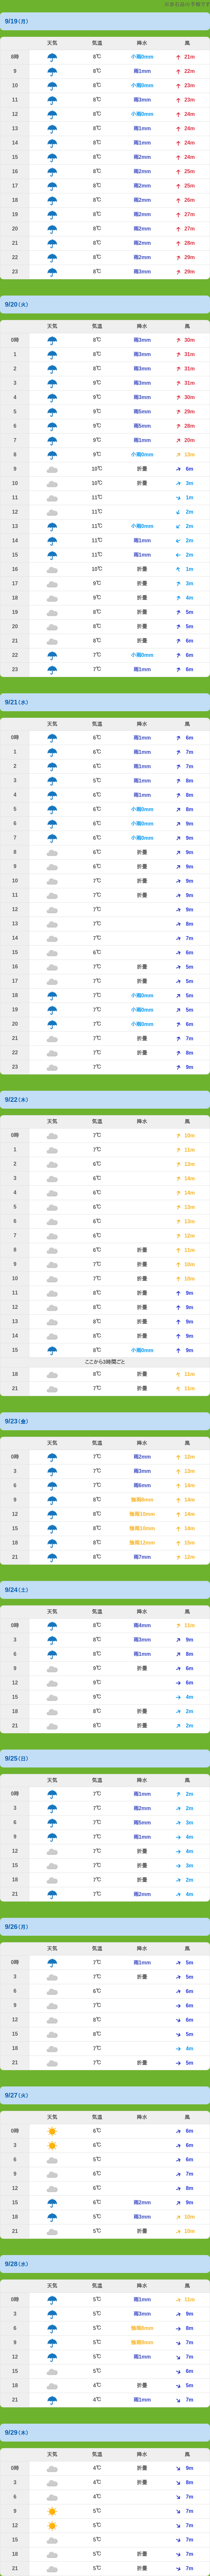 の予報です
9/19（月）
天気 気温 降水 風
8時 8℃ 小雨0mm 21m
9 8℃ 雨1mm 22m
10 8℃ 小雨0mm 23m
11 8℃ 雨3mm 23m
12 8℃ 小雨0mm 24m
13 8℃ 雨1mm 24m
14 8℃ 雨1mm 24m
15 8℃ 雨2mm 24m
16 8℃ 雨2mm 25m
17 8℃ 雨2mm 25m
18 8℃ 雨2mm 26m
19 8℃ 雨2mm 27m
20 8℃ 雨2mm 27m
21 8℃ 雨2mm 28m
22 8℃ 雨2mm 29m
23 8℃ 雨3mm 29m
9/20（火）
天気 気温 降水 風
0時 8℃ 雨3mm 30m
1 8℃ 雨3mm 31m
2 8℃ 雨3mm 31m
3 9℃ 雨3mm 31m
4 9℃ 雨3mm 30m
5 9℃ 雨5mm 29m
6 9℃ 雨5mm 28m
7 9℃ 雨1mm 20m
8 9℃ 小雨0mm 13m
9 10℃ 折畳 6m
10 10℃ 折畳 3m
11 11℃ 1m
12 11℃ 2m
13 11℃ 小雨0mm 2m
14 11℃ 雨1mm 2m
15 11℃ 雨1mm 2m
16 10℃ 折畳 1m
17 9℃ 折畳 3m
18 9℃ 折畳 4m
19 8℃ 折畳 5m
20 8℃ 折畳 5m
21 8℃ 折畳 6m
22 7℃ 小雨0mm 6m
23 7℃ 雨1mm 6m
9/21（水）
天気 気温 降水 風
0時 6℃ 雨1mm 6m
1 6℃ 雨1mm 7m
2 6℃ 雨1mm 7m
3 5℃ 雨1mm 8m
4 6℃ 雨1mm 8m
5 6℃ 小雨0mm 8m
6 6℃ 小雨0mm 9m
7 6℃ 小雨0mm 9m
8 6℃ 折畳 9m
9 6℃ 折畳 9m
10 7℃ 折畳 9m
11 7℃ 折畳 9m
12 7℃ 9m
13 7℃ 8m
14 7℃ 7m
15 6℃ 6m
16 7℃ 折畳 5m
17 7℃ 折畳 5m
18 7℃ 小雨0mm 5m
19 7℃ 小雨0mm 5m
20 7℃ 小雨0mm 6m
21 7℃ 折畳 7m
22 7℃ 折畳 8m
23 7℃ 9m
9/22（木）
天気 気温 降水 風
0時 7℃ 10m
1 7℃ 11m
2 6℃ 13m
3 6℃ 14m
4 6℃ 14m
5 6℃ 13m
6 6℃ 13m
7 6℃ 12m
8 6℃ 折畳 11m
9 7℃ 折畳 10m
10 7℃ 折畳 10m
11 8℃ 折畳 9m
12 8℃ 折畳 9m
13 8℃ 折畳 9m
14 8℃ 折畳 9m
15 8℃ 小雨0mm 9m
ここから3時間ごと
18 8℃ 折畳 11m
21 7℃ 折畳 11m
9/23（金）
天気 気温 降水 風
0時 7℃ 雨2mm 12m
3 7℃ 雨3mm 13m
6 7℃ 雨6mm 14m
9 8℃ 強雨8mm 14m
12 8℃ 強雨10mm 14m
15 8℃ 強雨10mm 14m
18 8℃ 強雨12mm 15m
21 8℃ 雨7mm 12m
9/24（土）
天気 気温 降水 風
0時 8℃ 雨4mm 11m
3 8℃ 雨3mm 9m
6 8℃ 雨1mm 8m
9 9℃ 折畳 6m
12 9℃ 6m
15 9℃ 4m
18 8℃ 折畳 2m
21 8℃ 折畳 2m
9/25（日）
天気 気温 降水 風
0時 7℃ 雨1mm 2m
3 7℃ 雨2mm 2m
6 7℃ 雨5mm 3m
9 7℃ 雨1mm 4m
12 7℃ 折畳 4m
15 7℃ 折畳 3m
18 7℃ 折畳 2m
21 7℃ 雨2mm 4m
9/26（月）
天気 気温 降水 風
0時 7℃ 雨1mm 5m
3 7℃ 折畳 5m
6 6℃ 6m
9 7℃ 6m
12 8℃ 6m
15 8℃ 5m
18 7℃ 4m
21 7℃ 折畳 5m
9/27（火）
天気 気温 降水 風
0時 6℃ 6m
3 6℃ 6m
6 5℃ 6m
9 6℃ 7m
12 6℃ 8m
15 6℃ 雨2mm 9m
18 5℃ 雨3mm 10m
21 5℃ 折畳 10m
9/28（水）
天気 気温 降水 風
0時 5℃ 雨1mm 11m
3 5℃ 雨3mm 9m
6 5℃ 強雨8mm 8m
9 5℃ 強雨9mm 7m
12 5℃ 雨1mm 7m
15 5℃ 6m
18 4℃ 折畳 5m
21 4℃ 雨1mm 7m
9/29（木）
天気 気温 降水 風
0時 4℃ 折畳 9m
3 4℃ 折畳 8m
6 4℃ 7m
9 5℃ 7m
12 5℃ 7m
15 5℃ 7m
18 5℃ 折畳 7m
21 5℃ 折畳 7m